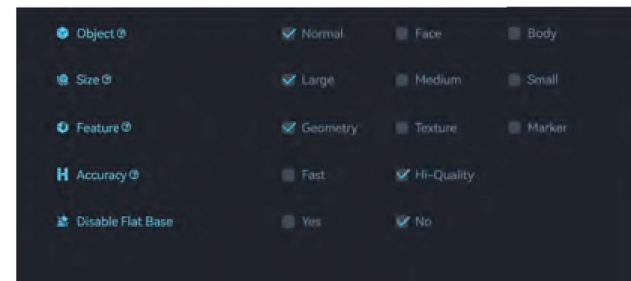 Object Normal Face Body
Size Large Medium Small
Feature Geometry Texture Marker
Accuracy Fast Hi-Quality
Disable Flat Base Yes No